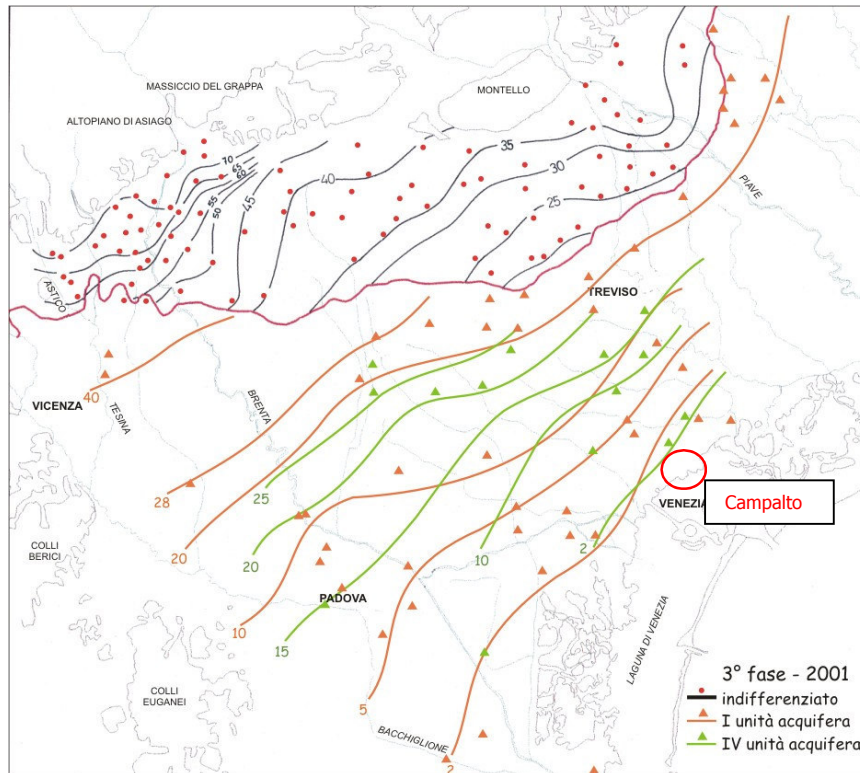 MASSICCIO DEL GRAPPA
MONTELLO
ALTOPIANO DI ASIAGO
70
65
60
55
50
45
40
35
30
25
PIAVE
ASTICO
TREVISO
VICENZA
40
TESINA
BRENTA
28
25
20
20
10
15
10
2
5
2
VENEZIA
Campalto
COLLI
BERICI
PADOVA
COLLI
EUGANEI
BACCHIGLIONE
LAGUNA DI VENEZIA
3° fase - 2001
indifferenziato
I unità acquifera
IV unità acquifera